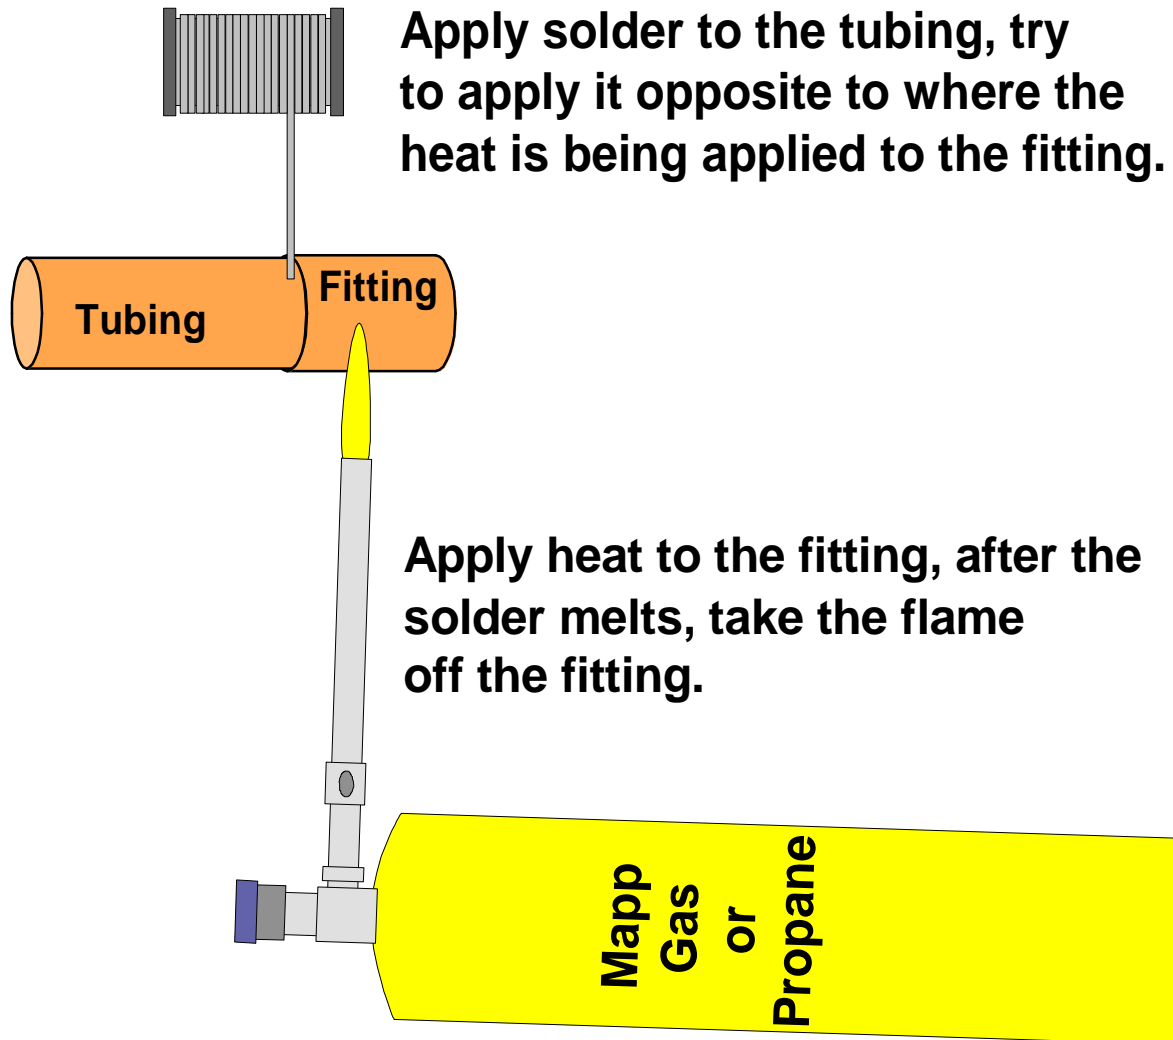 Apply solder to the tubing, try
to apply it opposite to where the
heat is being applied to the fitting.
Fitting
Tubing
Apply heat to the fitting, after the
solder melts, take the flame
off the fitting.
Mapp
Gas
or
Propane